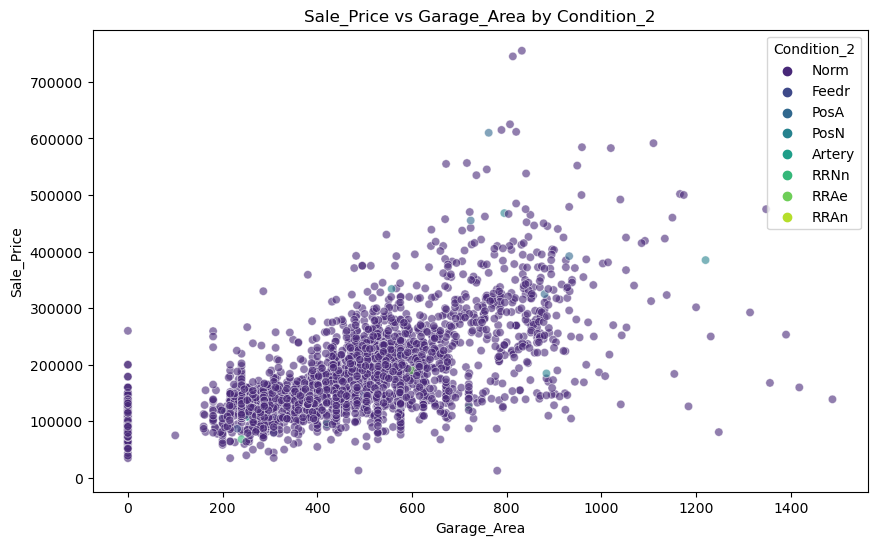 Sale_Price vs Garage_Area by Condition_2
Condition_2
Norm
Feedr
PosA
PosN
Artery
RRNn
RRAe
RRAn
Sale_Price
700000
600000
500000
400000
300000
200000
100000
0
0 200 400 600 800 1000 1200 1400
Garage_Area